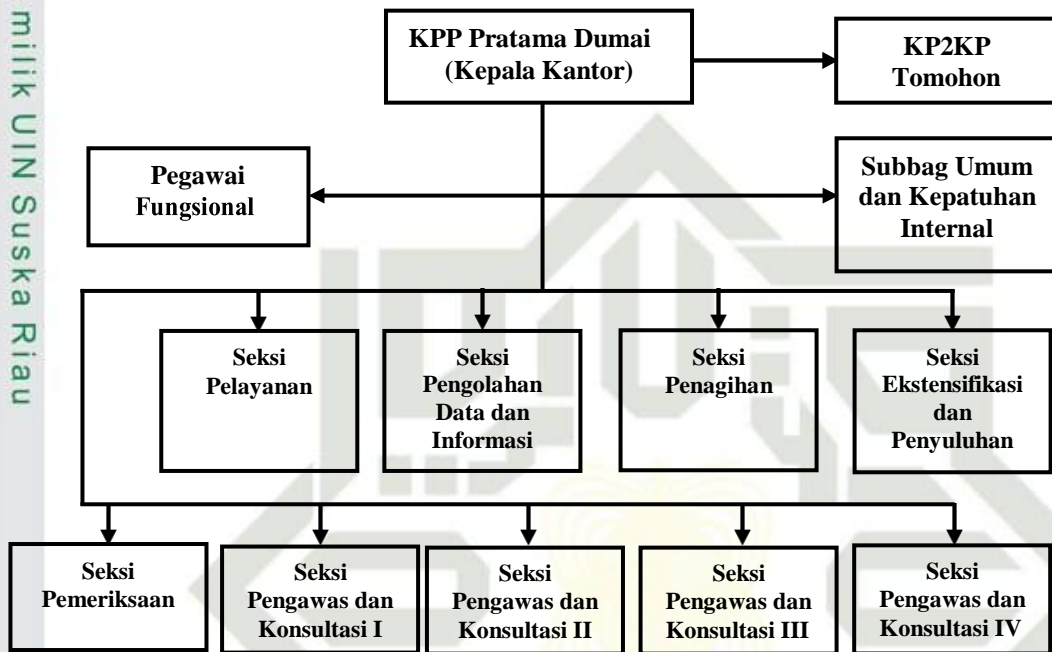 milik UIN Suska Riau
KPP Pratama Dumai
(Kepala Kantor)
KP2KP
Tomohon
Pegawai
Fungsional
Subbag Umum
dan Kepatuhan
Internal
Seksi
Pelayanan
Seksi
Pengolahan
Data dan
Informasi
Seksi
Penagihan
Seksi
Ekstensifikasi
dan
Penyuluhan
Seksi
Pemeriksaan
Seksi
Pengawas dan
Konsultasi I
Seksi
Pengawas dan
Konsultasi II
Seksi
Pengawas dan
Konsultasi III
Seksi
Pengawas dan
Konsultasi IV